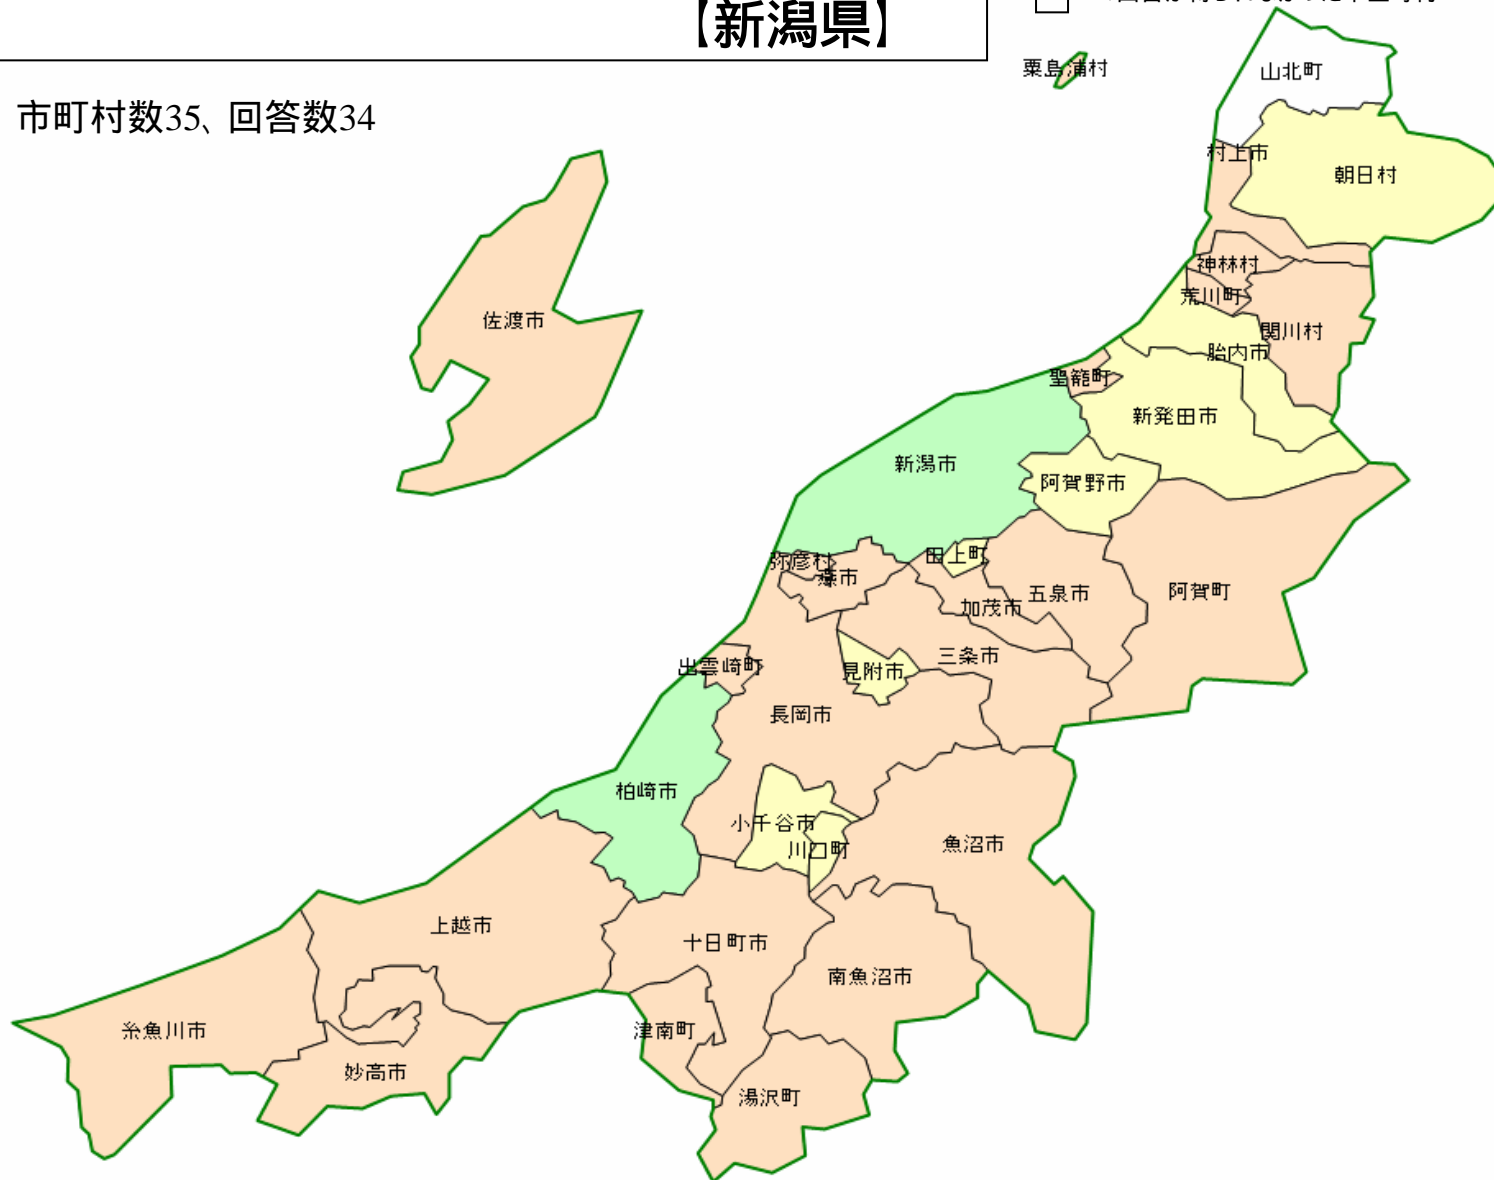 【新潟県】
市町村数35、回答数34
粟島浦村
山北町
村上市
朝日村
神林村
荒川町
関川村
胎内市
聖籠町
新発田市
佐渡市
新潟市
阿賀野市
田上町
弥彦村
燕市
加茂市
五泉市
阿賀町
三条市
出雲崎町
見附市
長岡市
柏崎市
小千谷市
川口町
魚沼市
上越市
十日町市
南魚沼市
糸魚川市
津南町
妙高市
湯沢町